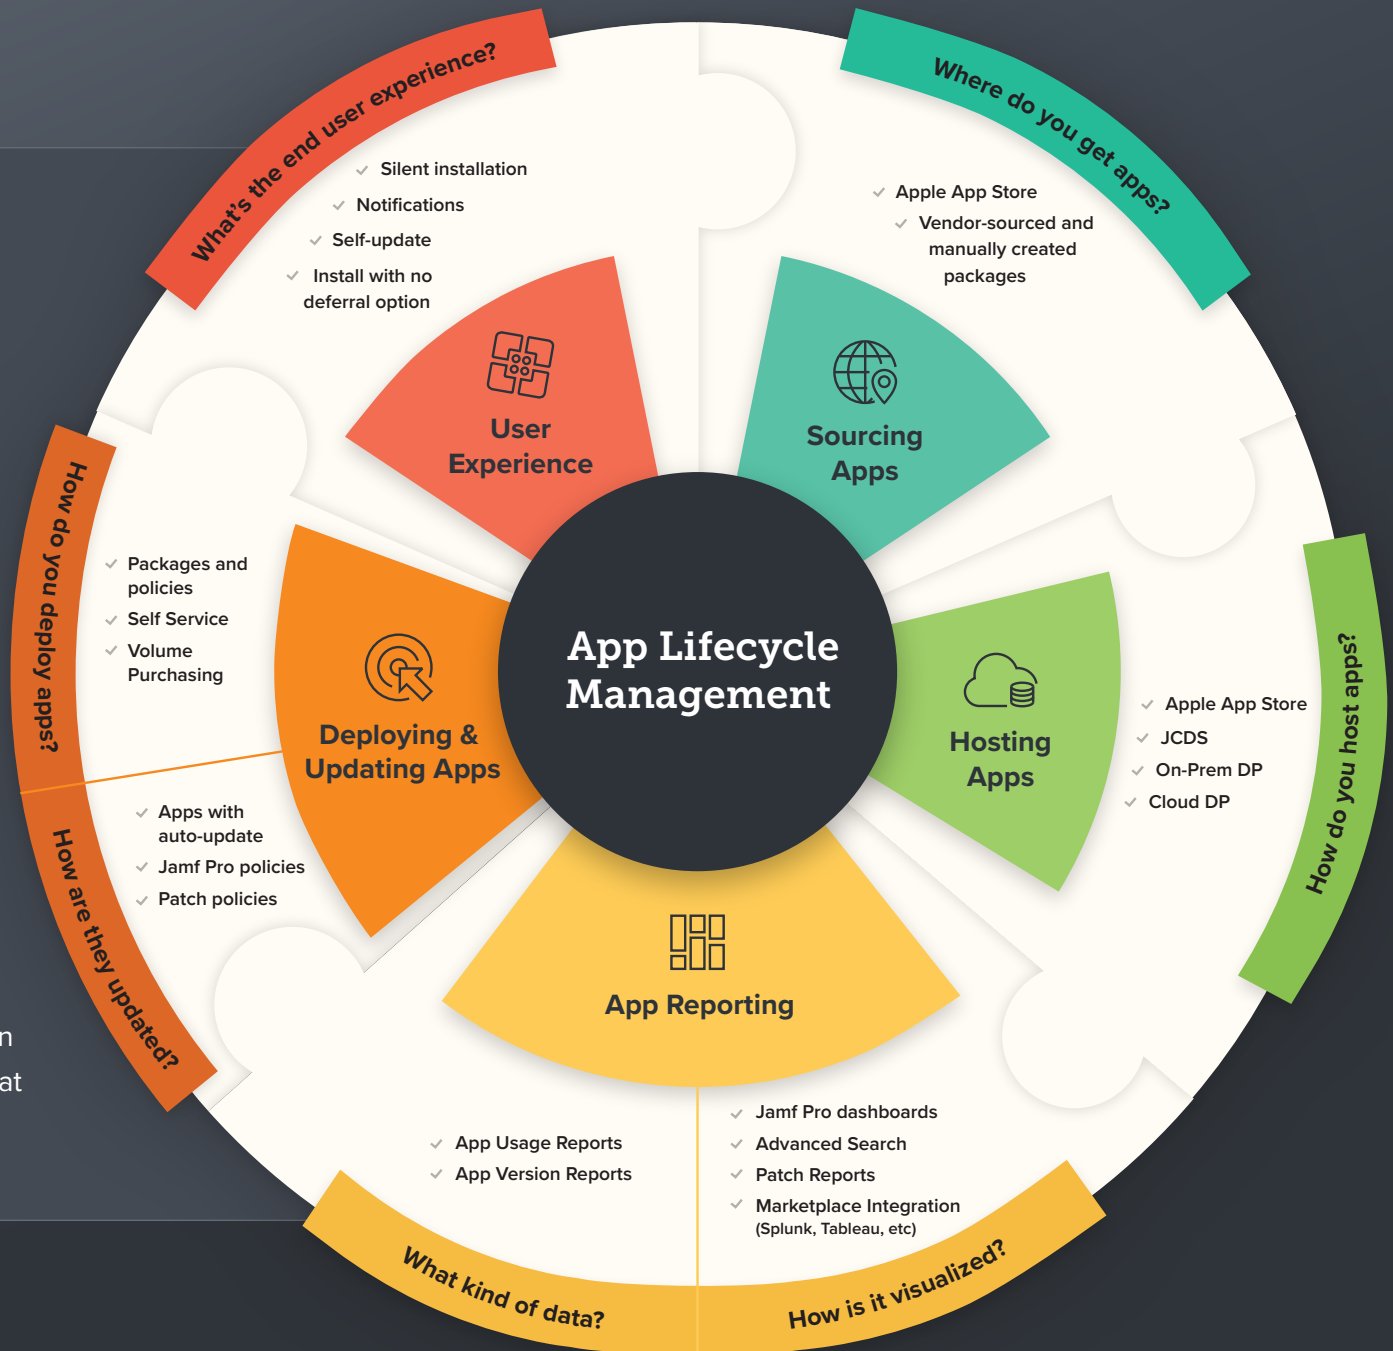 What's the end user experience?
Silent installation
Notifications
Self-update
Install with no
deferral option
User
Experience
Where do you get apps?
Apple App Store
Vendor-sourced and
manually created
packages
Sourcing
Apps
How do you host apps?
Apple App Store
JCDS
On-Prem DP
Cloud DP
Hosting
Apps
App Lifecycle
Management
How do you deploy apps?
Packages and
policies
Self Service
Volume
Purchasing
Deploying &
Updating Apps
How are they updated?
Apps with
auto-update
Jamf Pro policies
Patch policies
App Reporting
App Usage Reports
App Version Reports
What kind of data?
Jamf Pro dashboards
Advanced Search
Patch Reports
Marketplace Integration
(Splunk, Tableau, etc)
How is it visualized?
at